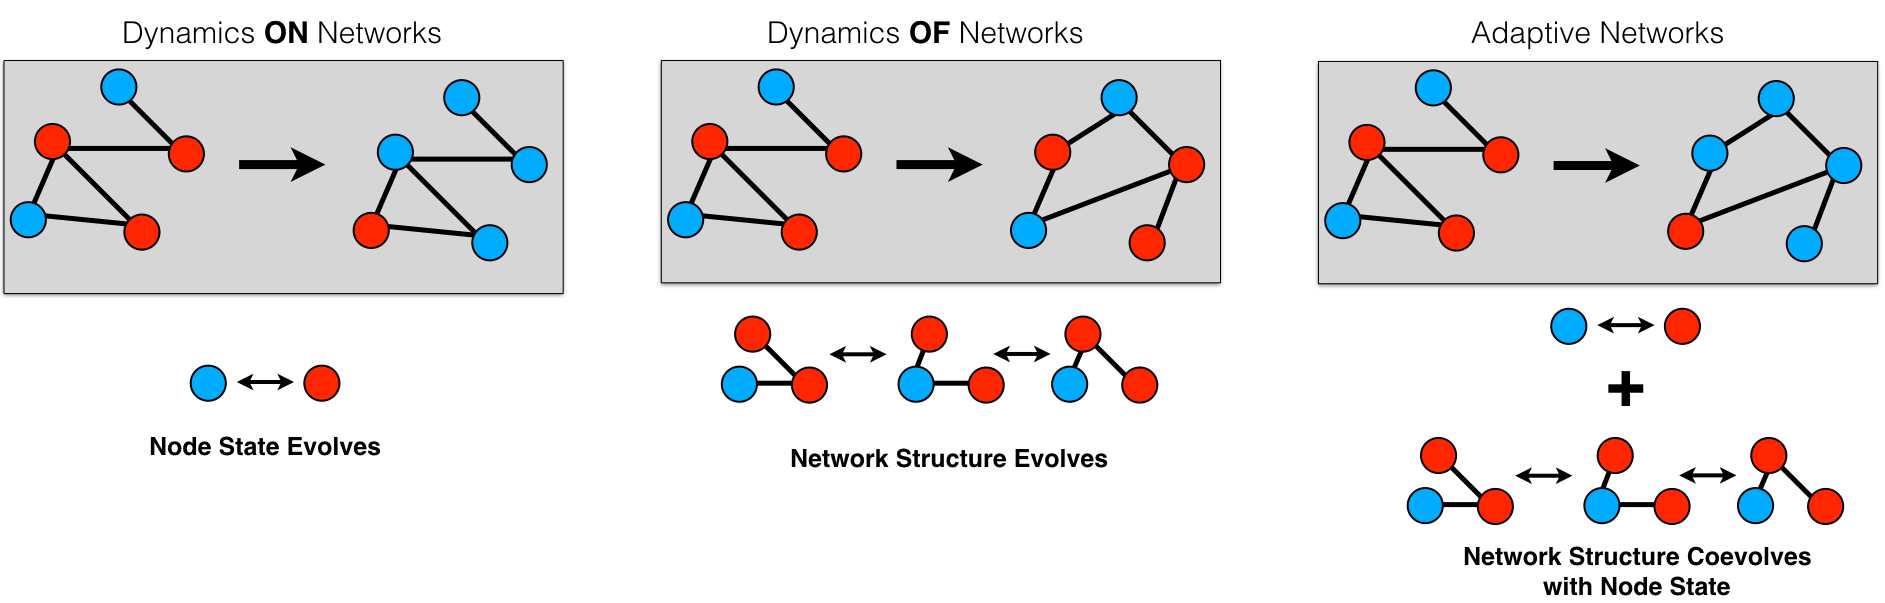 Dynamics ON Networks
Dynamics OF Networks
Adaptive Networks
Node State Evolves
Network Structure Evolves
+
Network Structure Coevolves
with Node State